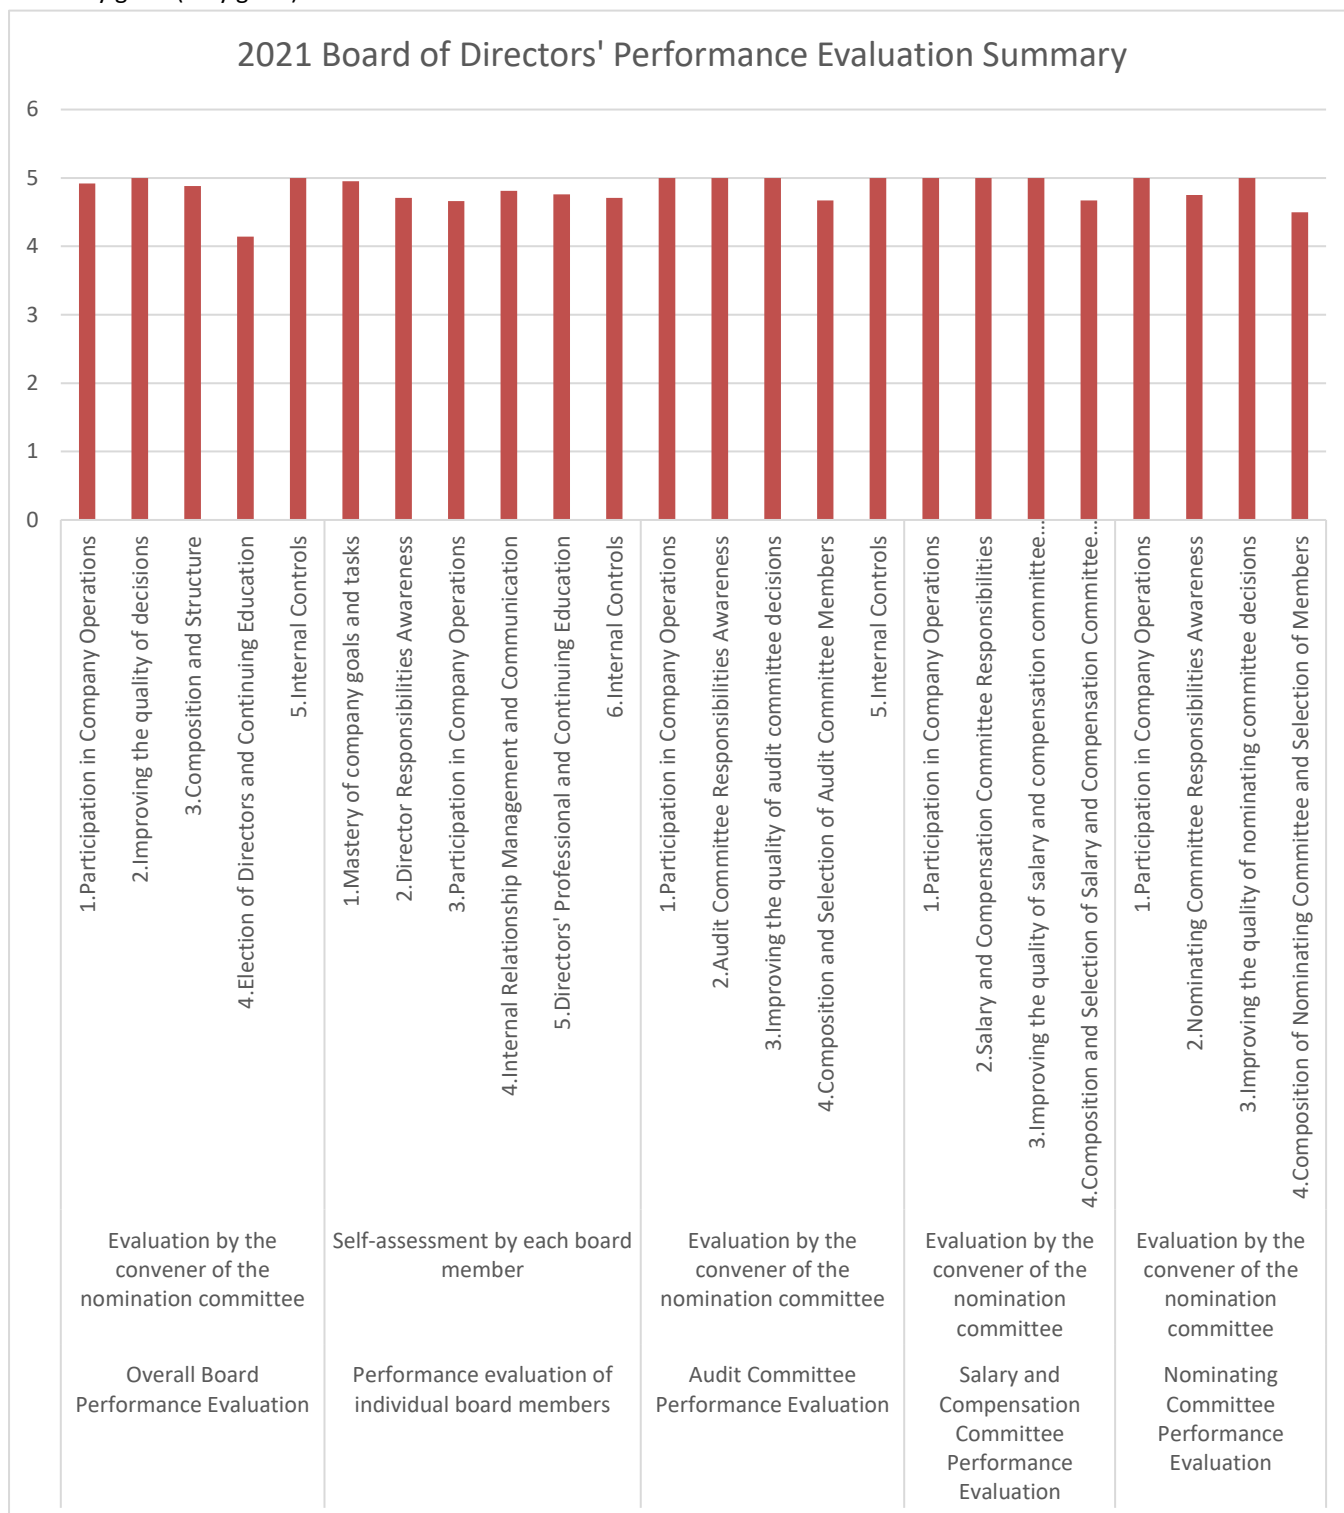 2021 Board of Directors' Performance Evaluation Summary
6
5
4
3
2
1
0
1.Participation in Company Operations
2.Improving the quality of decisions
3.Composition and Structure
4.Election of Directors and Continuing Education
5.Internal Controls
1.Mastery of company goals and tasks
2.Director Responsibilities Awareness
3.Participation in Company Operations
4.Internal Relationship Management and Communication
5.Directors' Professional and Continuing Education
6.Internal Controls
1.Participation in Company Operations
2.Audit Committee Responsibilities Awareness
3.Improving the quality of audit committee decisions
4.Composition and Selection of Audit Committee Members
5.Internal Controls
1.Participation in Company Operations
2.Salary and Compensation Committee Responsibilities
3.Improving the quality of salary and compensation committee…
4.Composition and Selection of Salary and Compensation Committee…
1.Participation in Company Operations
2.Nominating Committee Responsibilities Awareness
3.Improving the quality of nominating committee decisions
4.Composition of Nominating Committee and Selection of Members
Evaluation by the
convener of the
nomination committee
Self-assessment by each board
member
Evaluation by the
convener of the
nomination committee
Evaluation by the
convener of the
nomination
committee
Evaluation by the
convener of the
nomination
committee
Overall Board
Performance Evaluation
Performance evaluation of
individual board members
Audit Committee
Performance Evaluation
Salary and
Compensation
Committee
Performance
Evaluation
Nominating
Committee
Performance
Evaluation